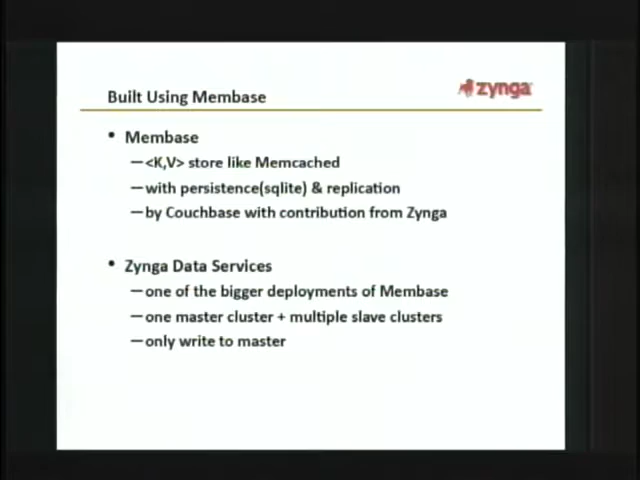 Built Using Membase
zynga
• Membase
—<K,V> store like Memcached
—with persistence(sqlite) & replication
—by Couchbase with contribution from Zynga
• Zynga Data Services
—one of the bigger deployments of Membase
—one master cluster + multiple slave clusters
—only write to master